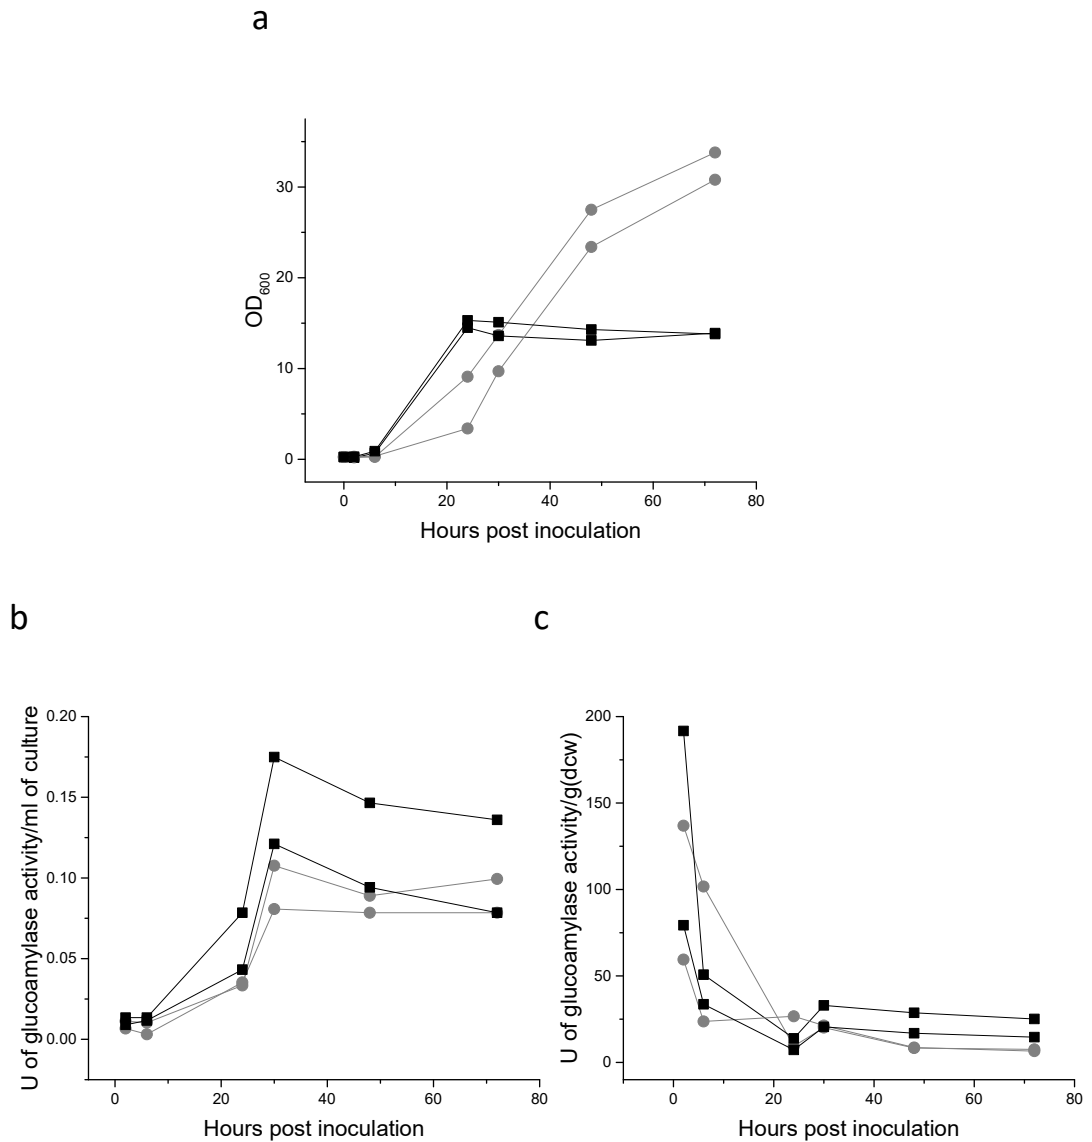 a
OD600
30
20
10
0
0 20 40 60 80
Hours post inoculation
b
U of glucoamylase activity/ml of culture
0.20
0.15
0.10
0.05
0.00
0 20 40 60 80
Hours post inoculation
c
U of glucoamylase activity/g(dcw)
200
150
100
50
0
0 20 40 60 80
Hours post inoculation